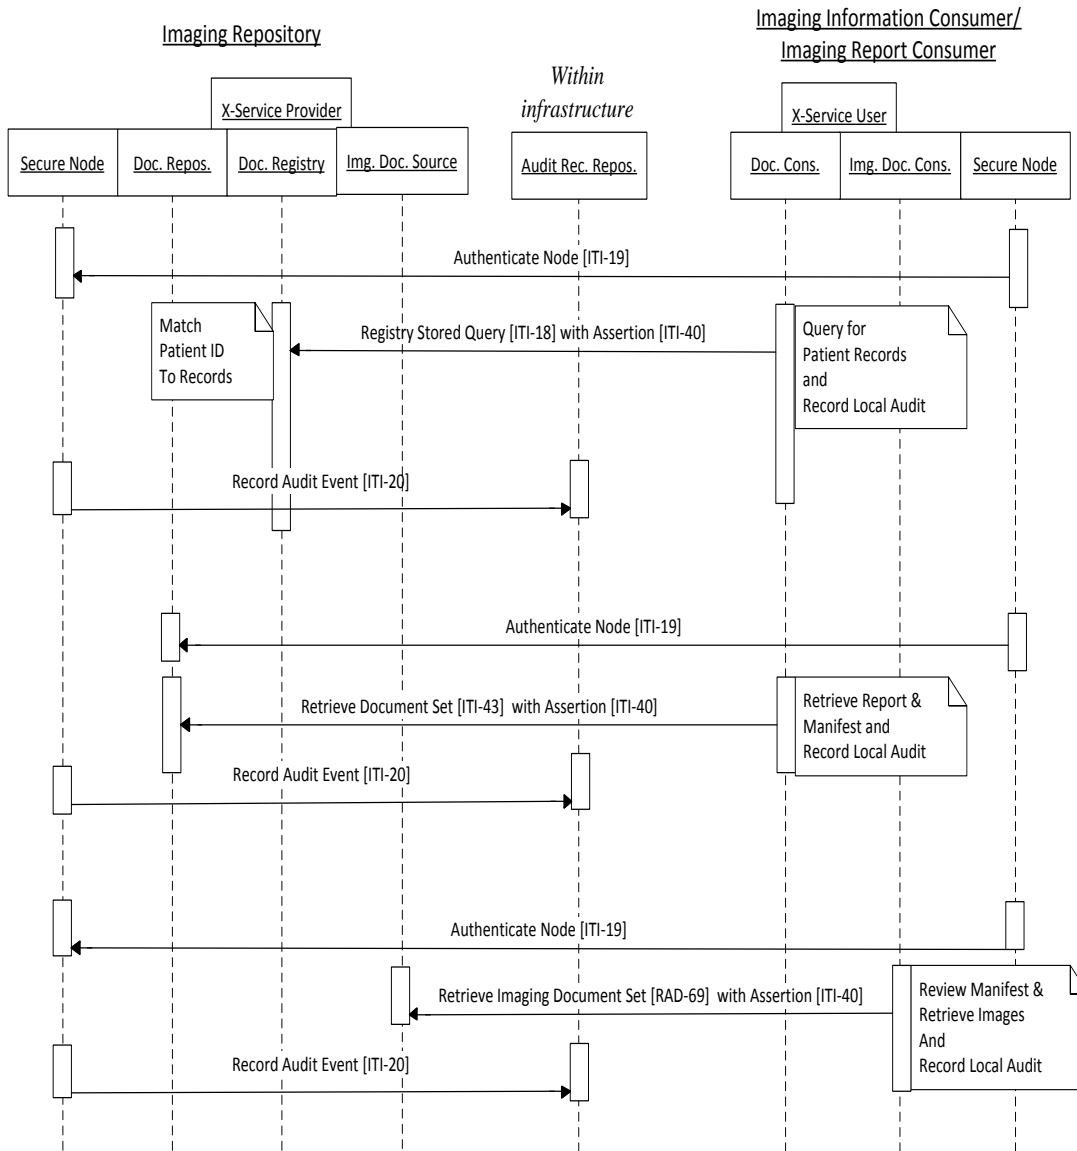 Imaging Repository
Imaging Information Consumer/
Imaging Report Consumer
Within
infrastructure
X-Service Provider
X-Service User
Secure Node
Doc. Repos.
Doc. Registry
Img. Doc. Source
Audit Rec. Repos.
Doc. Cons.
Img. Doc. Cons.
Secure Node
Authenticate Node [ITI-19]
Match
Patient ID
To Records
Registry Stored Query [ITI-18] with Assertion [ITI-40]
Query for
Patient Records
and
Record Local Audit
Record Audit Event [ITI-20]
Authenticate Node [ITI-19]
Retrieve Document Set [ITI-43]  with Assertion [ITI-40]
Retrieve Report &
Manifest and
Record Local Audit
Record Audit Event [ITI-20]
Authenticate Node [ITI-19]
Retrieve Imaging Document Set [RAD-69]  with Assertion [ITI-40]
Review Manifest &
Retrieve Images
And
Record Local Audit
Record Audit Event [ITI-20]